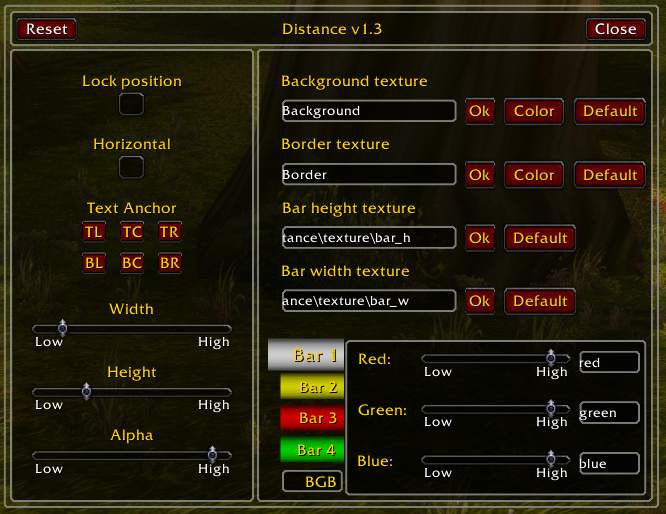 Reset Distance v1.3 Close
Lock position
Horizontal
Text Anchor
TL TC TR
BL BC BR
Width
Low High
Height
Low High
Alpha
Low High
Background texture
Background Ok Color Default
Border texture
Border Ok Color Default
Bar height texture
tance\texture\bar_h Ok Default
Bar width texture
ance\texture\bar_w Ok Default
Bar 1
Bar 2
Bar 3
Bar 4
BGB
Red: red
Low High
Green: green
Low High
Blue: blue
Low High